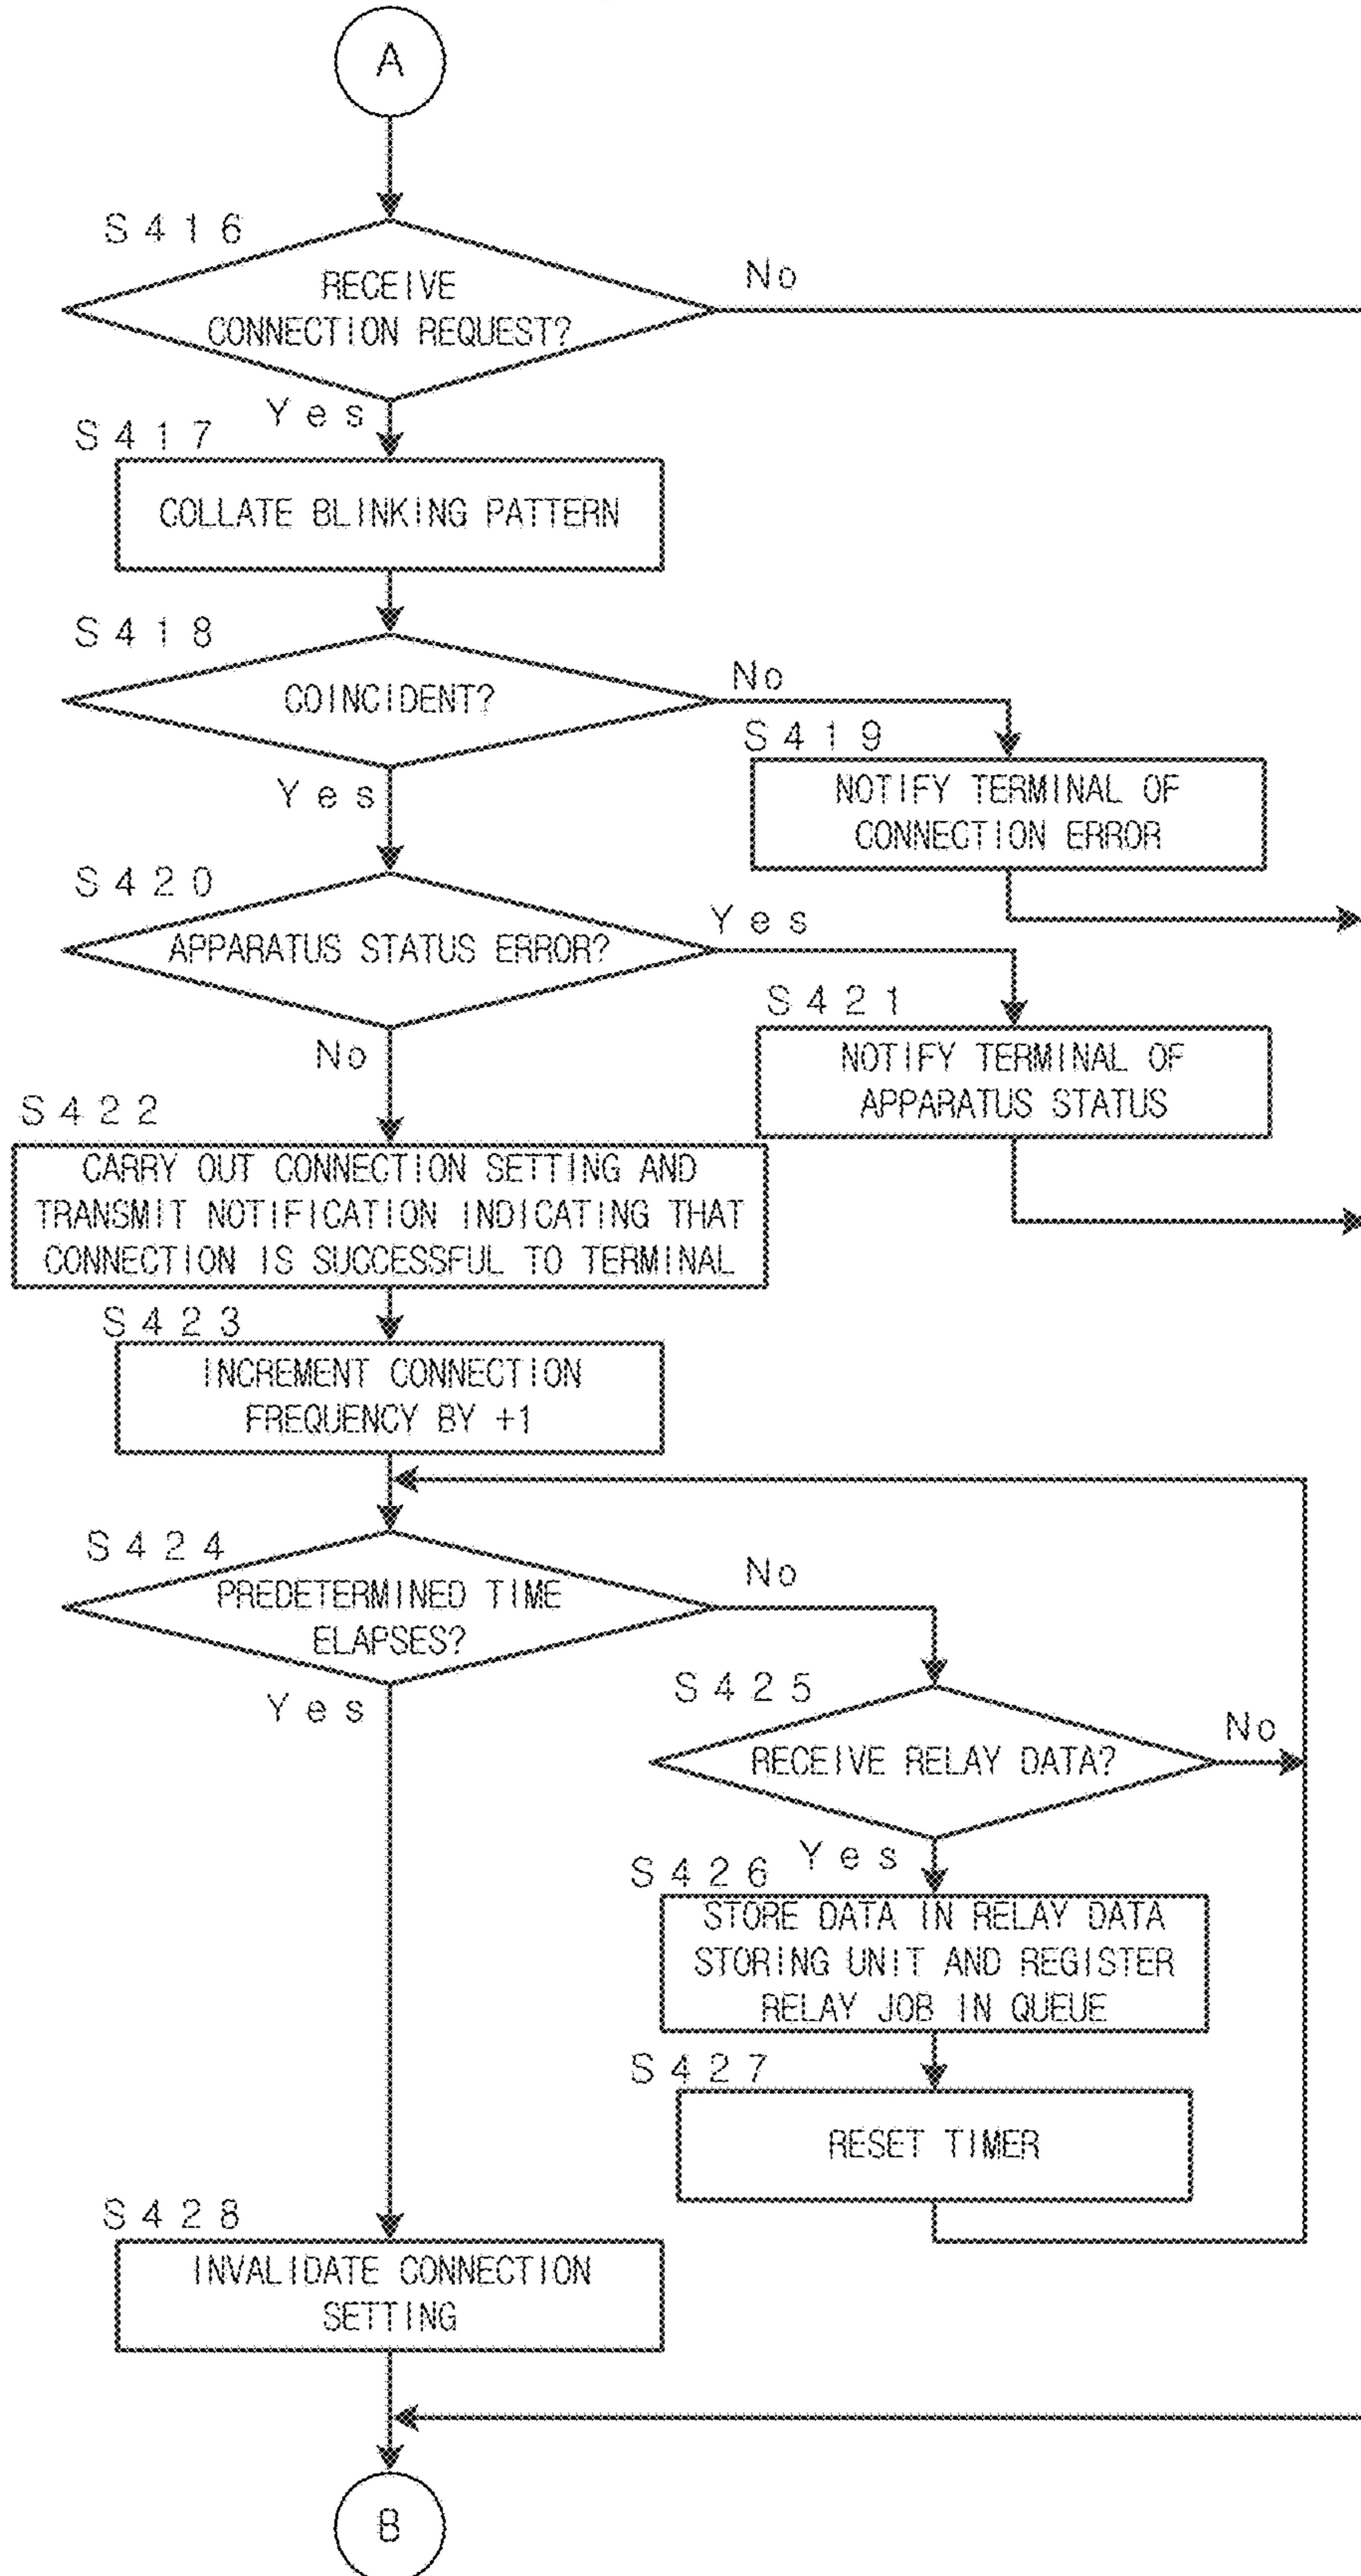 A
S416
RECEIVE
CONNECTION REQUEST?
No
Yes
S417
COLLATE BLINKING PATTERN
S418
COINCIDENT?
No
Yes
S419
NOTIFY TERMINAL OF
CONNECTION ERROR
S420
APPARATUS STATUS ERROR?
Yes
No
S421
NOTIFY TERMINAL OF
APPARATUS STATUS
S422
CARRY OUT CONNECTION SETTING AND
TRANSMIT NOTIFICATION INDICATING THAT
CONNECTION IS SUCCESSFUL TO TERMINAL
S423
INCREMENT CONNECTION
FREQUENCY BY +1
S424
PREDETERMINED TIME
ELAPSES?
No
Yes
S425
RECEIVE RELAY DATA?
No
Yes
S426
STORE DATA IN RELAY DATA
STORING UNIT AND REGISTER
RELAY JOB IN QUEUE
S427
RESET TIMER
S428
INVALIDATE CONNECTION
SETTING
B